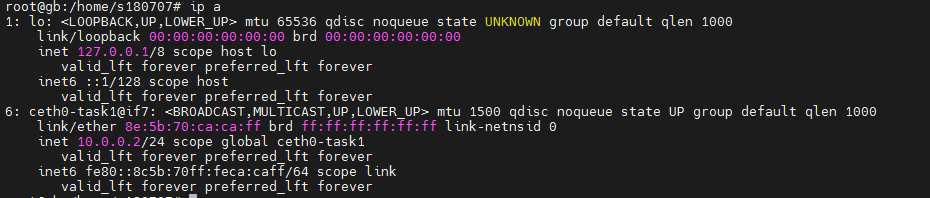 root@gb:/home/s180707# ip a
1: lo: <LOOPBACK,UP,LOWER_UP> mtu 65536 qdisc noqueue state UNKNOWN group default qlen 1000
    link/loopback 00:00:00:00:00:00 brd 00:00:00:00:00:00
    inet 127.0.0.1/8 scope host lo
       valid_lft forever preferred_lft forever
    inet6 ::1/128 scope host
       valid_lft forever preferred_lft forever
6: ceth0-task1@if7: <BROADCAST,MULTICAST,UP,LOWER_UP> mtu 1500 qdisc noqueue state UP group default qlen 1000
    link/ether 8e:5b:70:ca:ca:ff brd ff:ff:ff:ff:ff:ff link-netnsid 0
    inet 10.0.0.2/24 scope global ceth0-task1
       valid_lft forever preferred_lft forever
    inet6 fe80::8c5b:70ff:feca:caff/64 scope link
       valid_lft forever preferred_lft forever